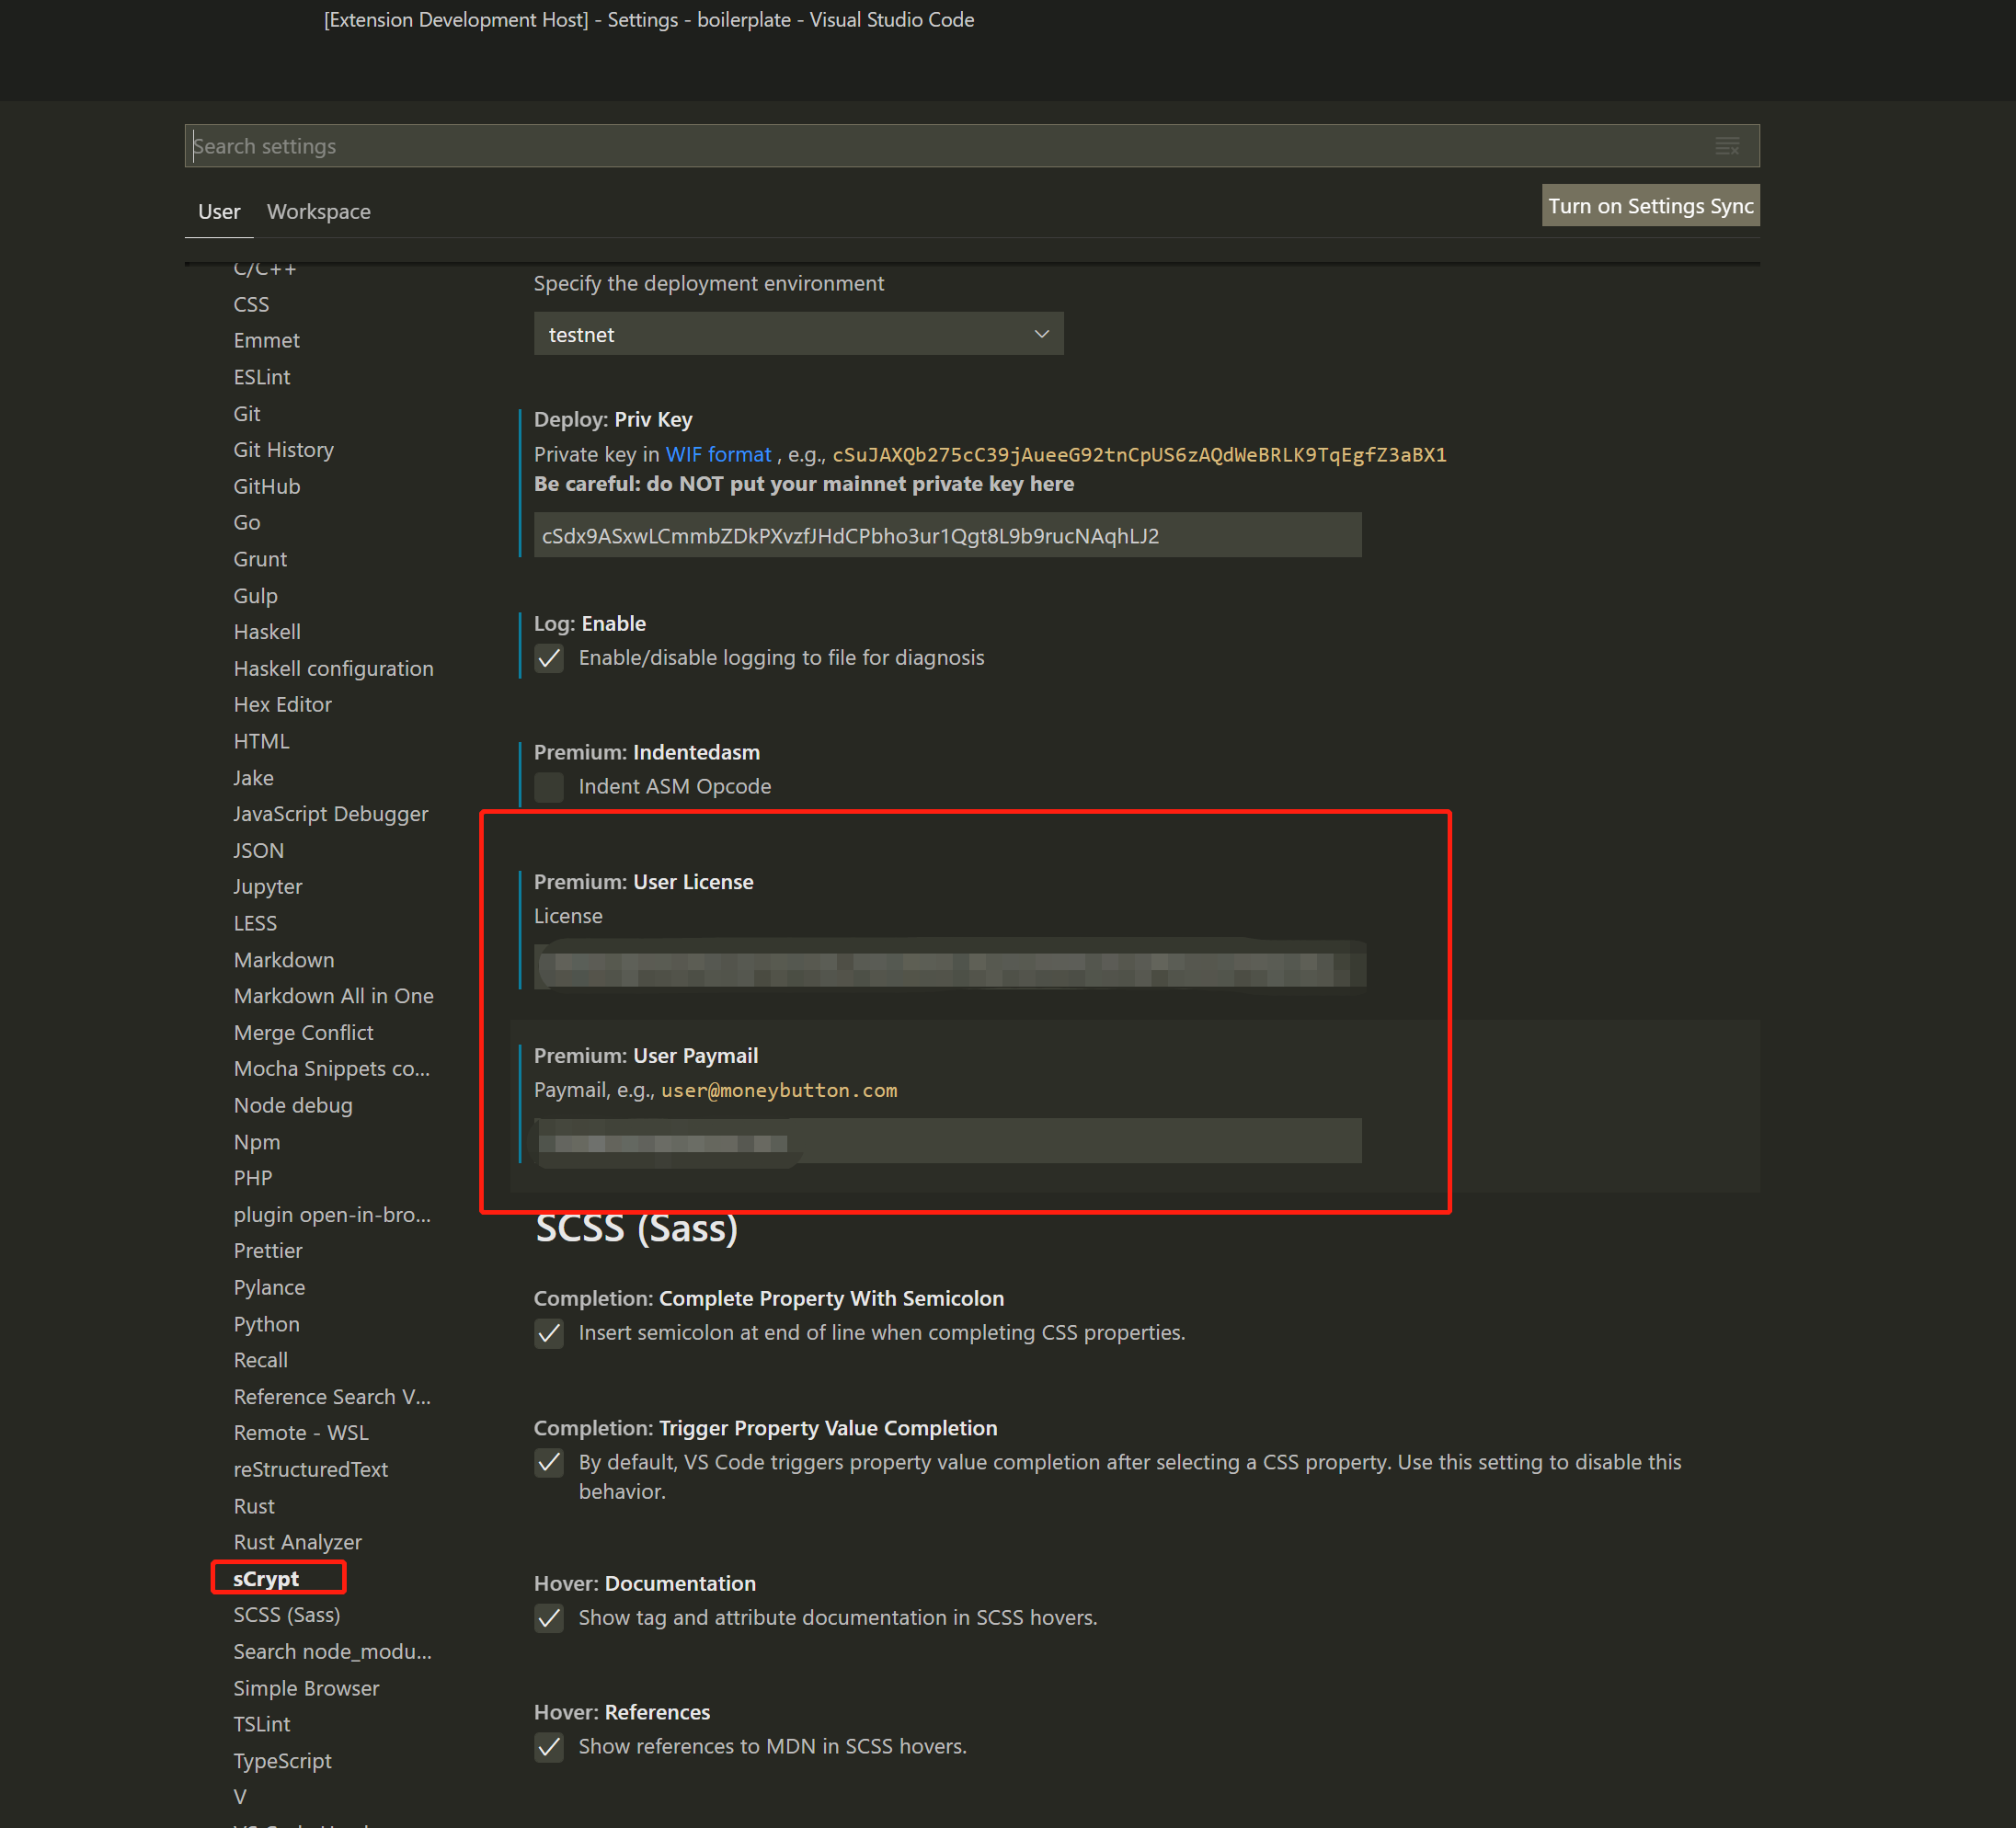 [Extension Development Host] - Settings - boilerplate - Visual Studio Code
Search settings
User
Workspace
Turn on Settings Sync
C/C++
CSS
Emmet
ESLint
Git
Git History
GitHub
Go
Grunt
Gulp
Haskell
Haskell configuration
Hex Editor
HTML
Jake
JavaScript Debugger
JSON
Jupyter
LESS
Markdown
Markdown All in One
Merge Conflict
Mocha Snippets co...
Node debug
Npm
PHP
plugin open-in-bro...
Prettier
Pylance
Python
Recall
Reference Search V...
Remote - WSL
reStructuredText
Rust
Rust Analyzer
sCrypt
SCSS (Sass)
Search node_modu...
Simple Browser
TSLint
TypeScript
V
Specify the deployment environment
testnet
Deploy: Priv Key
Private key in WIF format , e.g., cSuJAXQb275cC39jAueeG92tnCpUS6zAQdWeBRLK9TqEgfZ3aBX1
Be careful: do NOT put your mainnet private key here
cSdx9ASxwLCmmbZDkPXvzfJHdCPbho3ur1Qgt8L9b9rucNAqhLJ2
Log: Enable
Enable/disable logging to file for diagnosis
Premium: Indentedasm
Indent ASM Opcode
Premium: User License
License
Premium: User Paymail
Paymail, e.g., user@moneybutton.com
SCSS (Sass)
Completion: Complete Property With Semicolon
Insert semicolon at end of line when completing CSS properties.
Completion: Trigger Property Value Completion
By default, VS Code triggers property value completion after selecting a CSS property. Use this setting to disable this
behavior.
Hover: Documentation
Show tag and attribute documentation in SCSS hovers.
Hover: References
Show references to MDN in SCSS hovers.